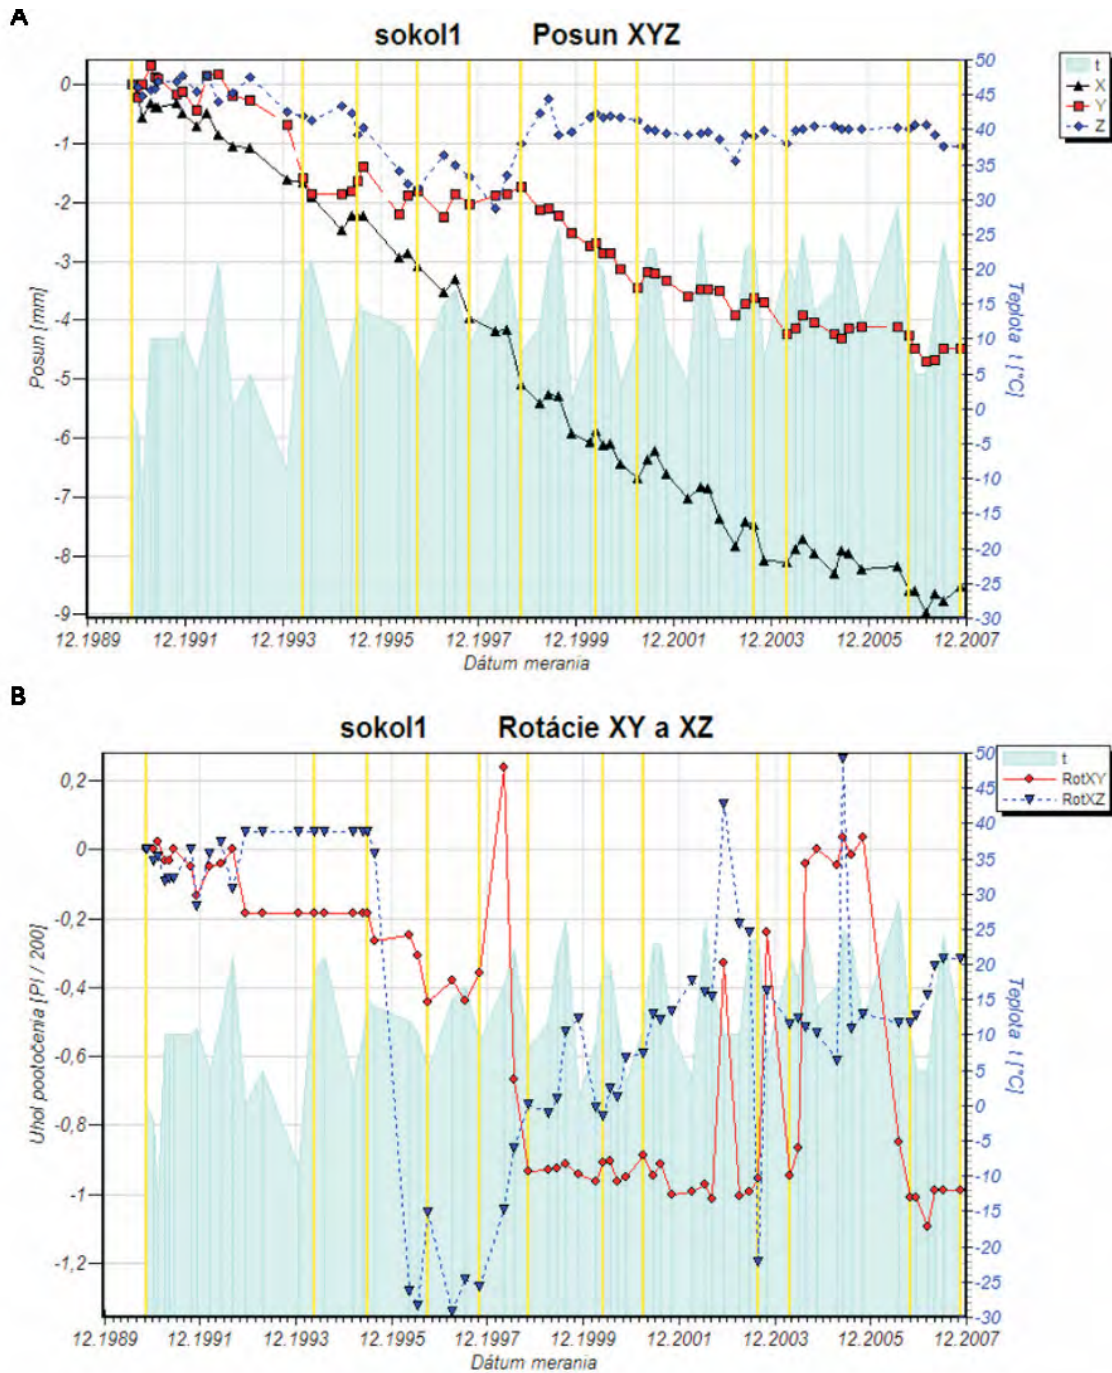 A
sokol1 Posun XYZ
0
-1
-2
-3
-4
-5
-6
-7
-8
-9
Posun [mm]
50
45
40
35
30
25
20
15
10
5
0
-5
-10
-15
-20
-25
-30
Teplota t [°C]
t
X
Y
Z
12.1989 12.1991 12.1993 12.1995 12.1997 12.1999 12.2001 12.2003 12.2005 12.2007
Dátum merania
B
sokol1 Rotácie XY a XZ
0,2
0
-0,2
-0,4
-0,6
-0,8
-1
-1,2
Uhol pootočenia [PI / 200]
50
45
40
35
30
25
20
15
10
5
0
-5
-10
-15
-20
-25
-30
Teplota t [°C]
t
RotXY
RotXZ
12.1989 12.1991 12.1993 12.1995 12.1997 12.1999 12.2001 12.2003 12.2005 12.2007
Dátum merania